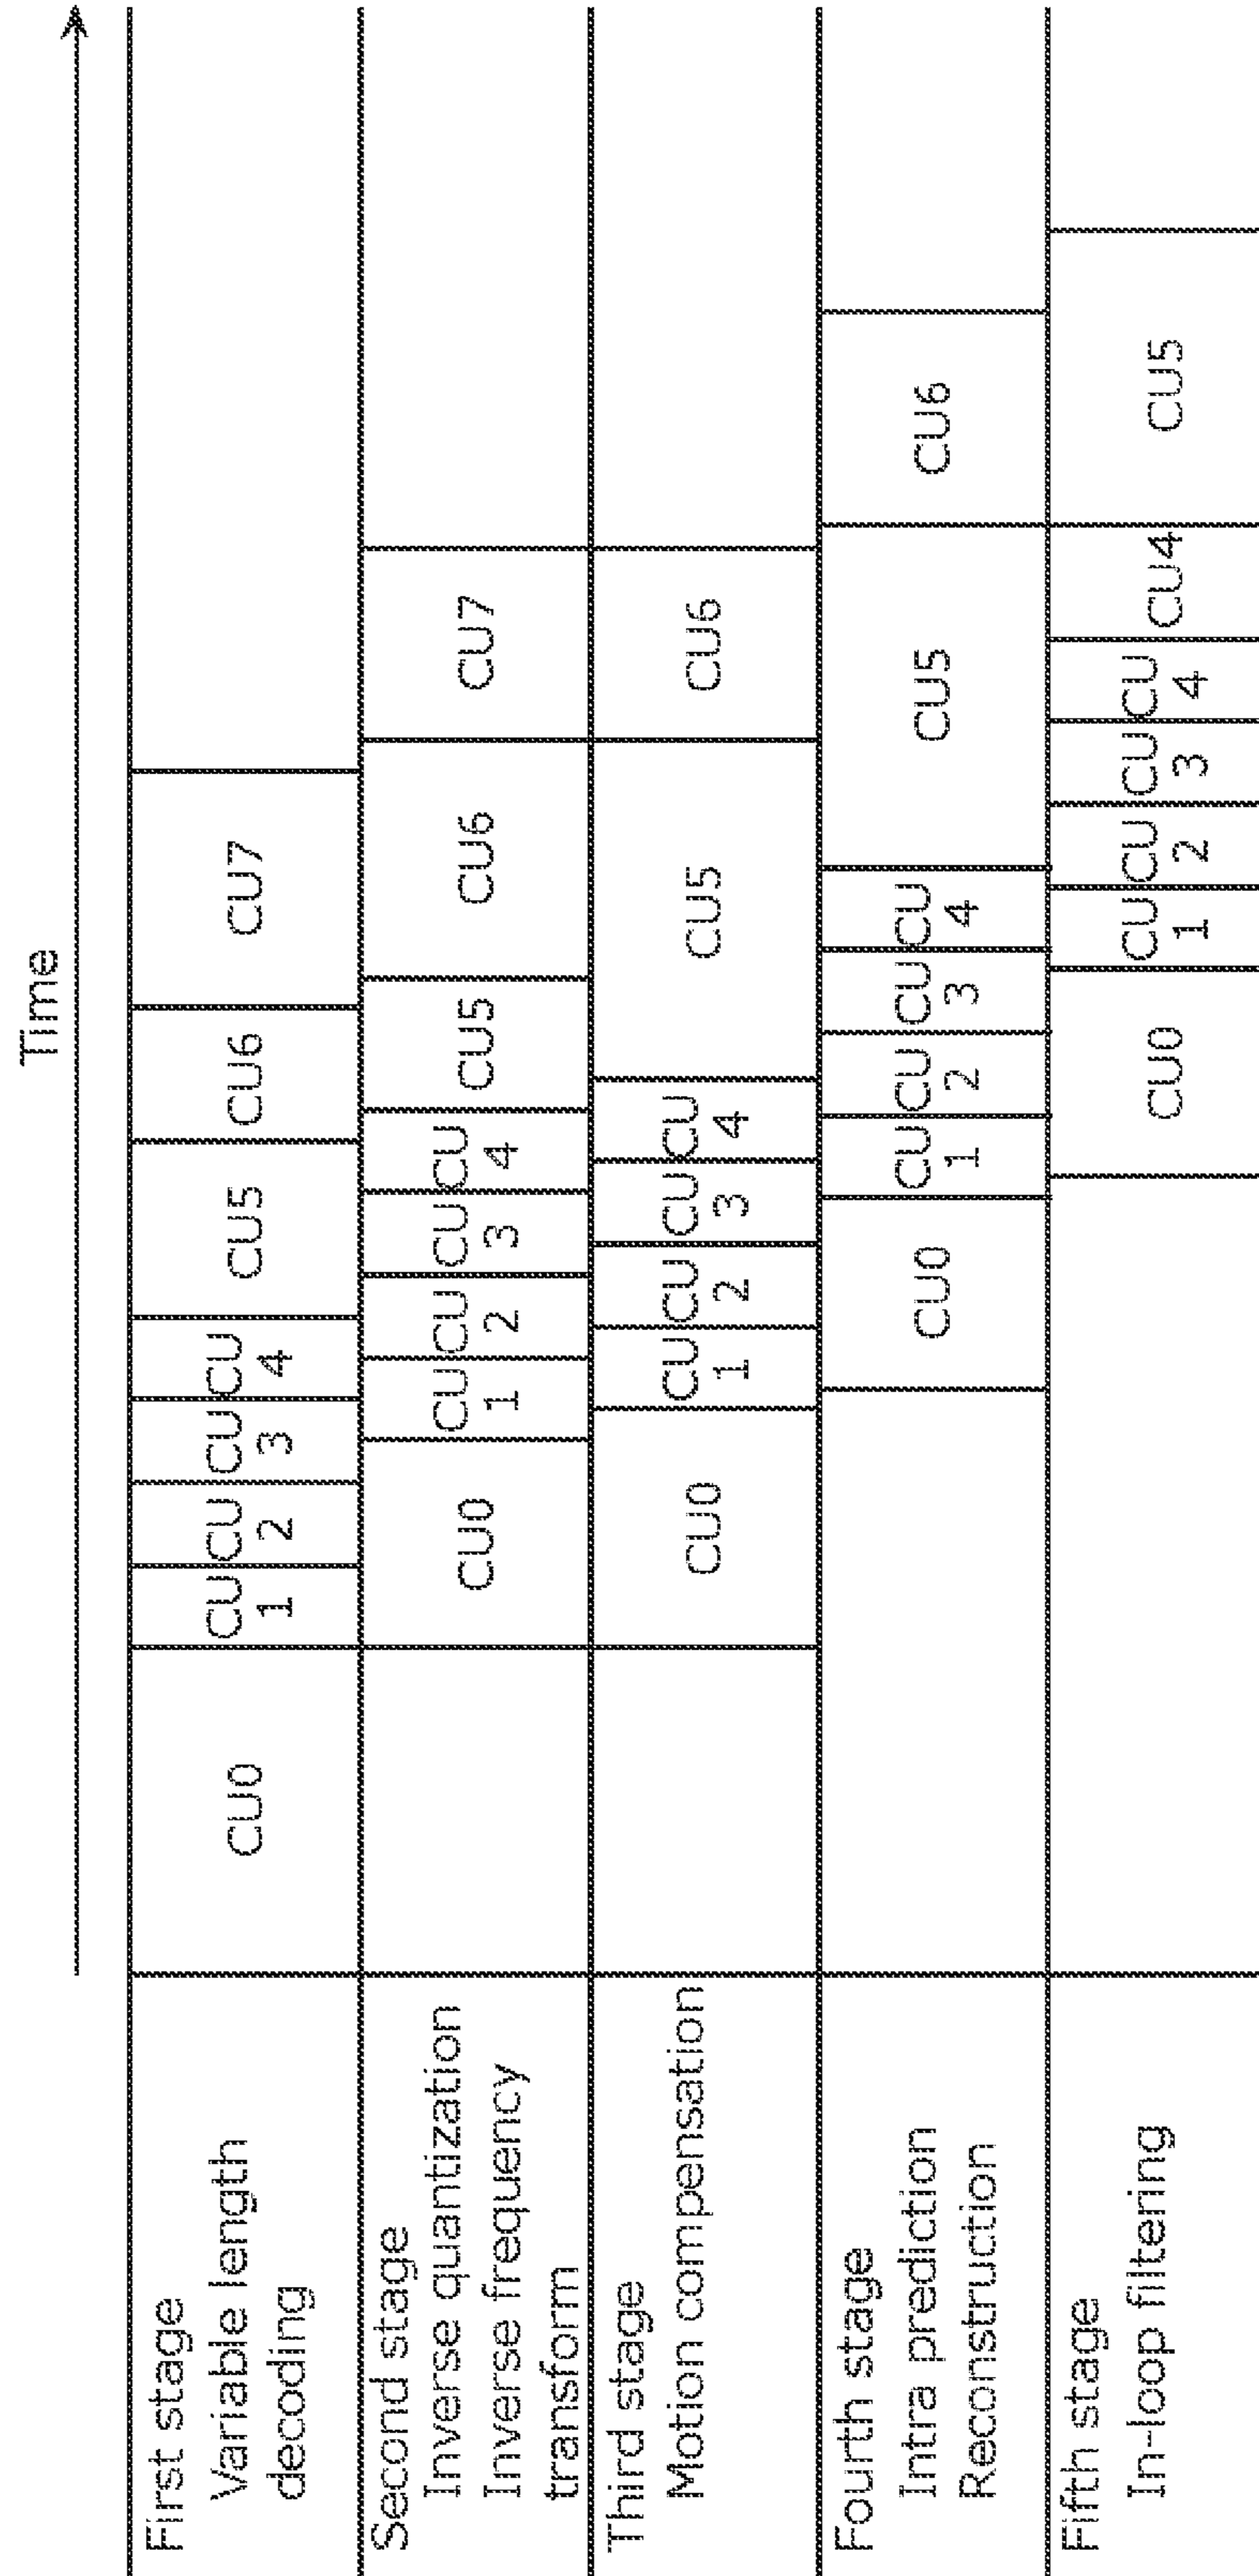 Time
First stage
Variable length
decoding
CU0
CU
1
CU
2
CU
3
CU
4
CU5
CU6
CU7
Second stage
Inverse quantization
Inverse frequency
transform
CU0
CU
1
CU
2
CU
3
CU
4
CU5
CU6
CU7
Third stage
Motion compensation
CU0
CU
1
CU
2
CU
3
CU
4
CU5
CU6
Fourth stage
Intra prediction
Reconstruction
CU0
CU
1
CU
2
CU
3
CU
4
CU5
CU6
Fifth stage
In-loop filtering
CU0
CU
1
CU
2
CU
3
CU
4
CU4
CU5